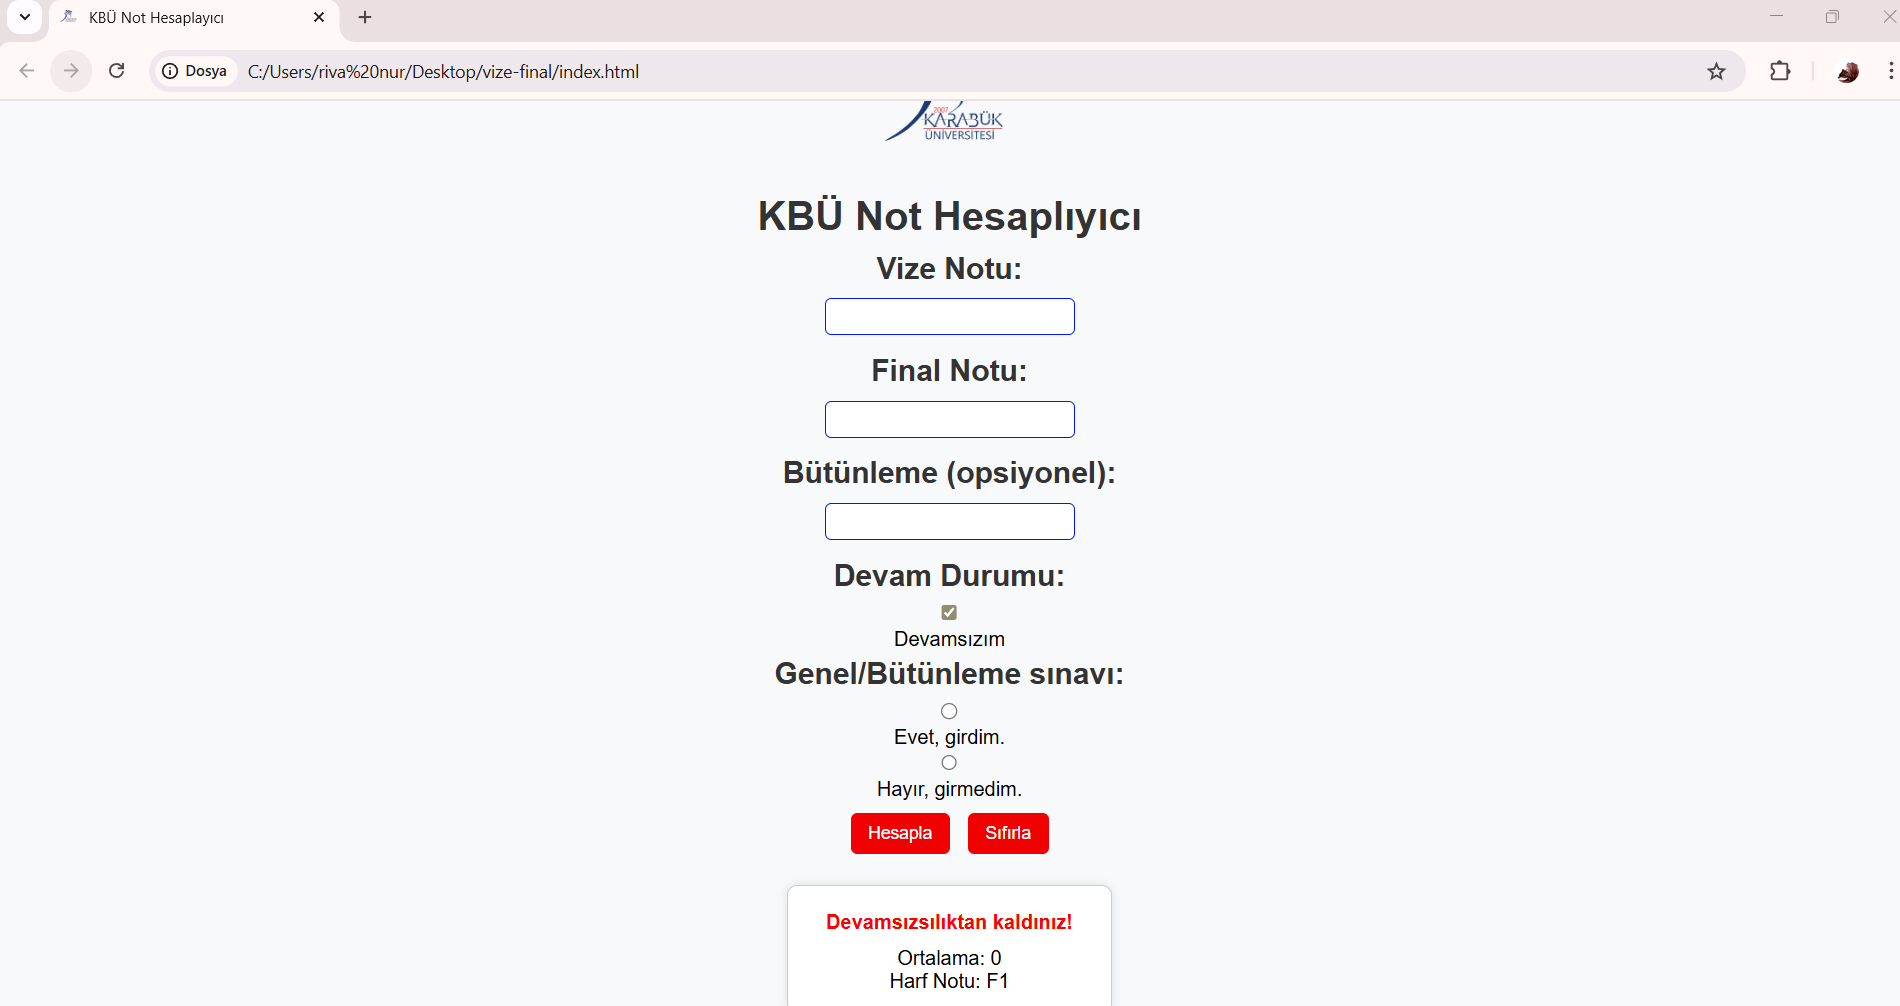 KBÜ Not Hesaplayıcı
Dosya
C:/Users/riva%20nur/Desktop/vize-final/index.html
2007
KARABÜK
ÜNİVERSİTESİ
KBÜ Not Hesaplıyıcı
Vize Notu:
Final Notu:
Bütünleme (opsiyonel):
Devam Durumu:
Devamsızım
Genel/Bütünleme sınavı:
Evet, girdim.
Hayır, girmedim.
Hesapla
Sıfırla
Devamsızsılıktan kaldınız!
Ortalama: 0
Harf Notu: F1